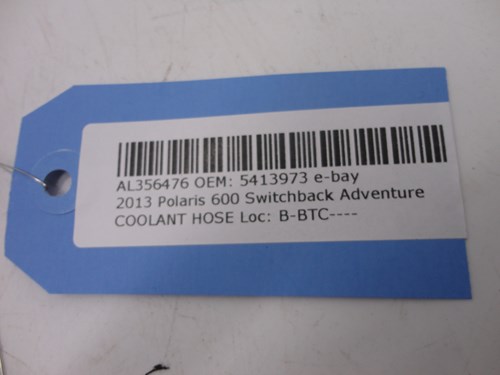 AL356476 OEM: 5413973 e-bay
2013 Polaris 600 Switchback Adventure
COOLANT HOSE Loc: B-BTC----